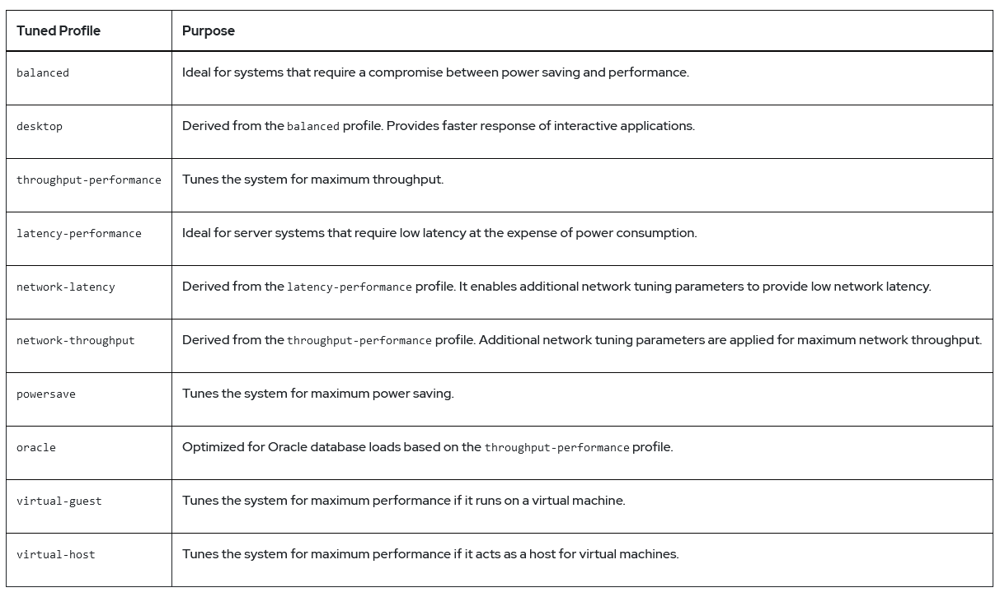 Tuned Profile Purpose
balanced Ideal for systems that require a compromise between power saving and performance.
desktop Derived from the balanced profile. Provides faster response of interactive applications.
throughput-performance Tunes the system for maximum throughput.
latency-performance Ideal for server systems that require low latency at the expense of power consumption.
network-latency Derived from the latency-performance profile. It enables additional network tuning parameters to provide low network latency.
network-throughput Derived from the throughput-performance profile. Additional network tuning parameters are applied for maximum network throughput.
powersave Tunes the system for maximum power saving.
oracle Optimized for Oracle database loads based on the throughput-performance profile.
virtual-guest Tunes the system for maximum performance if it runs on a virtual machine.
virtual-host Tunes the system for maximum performance if it acts as a host for virtual machines.